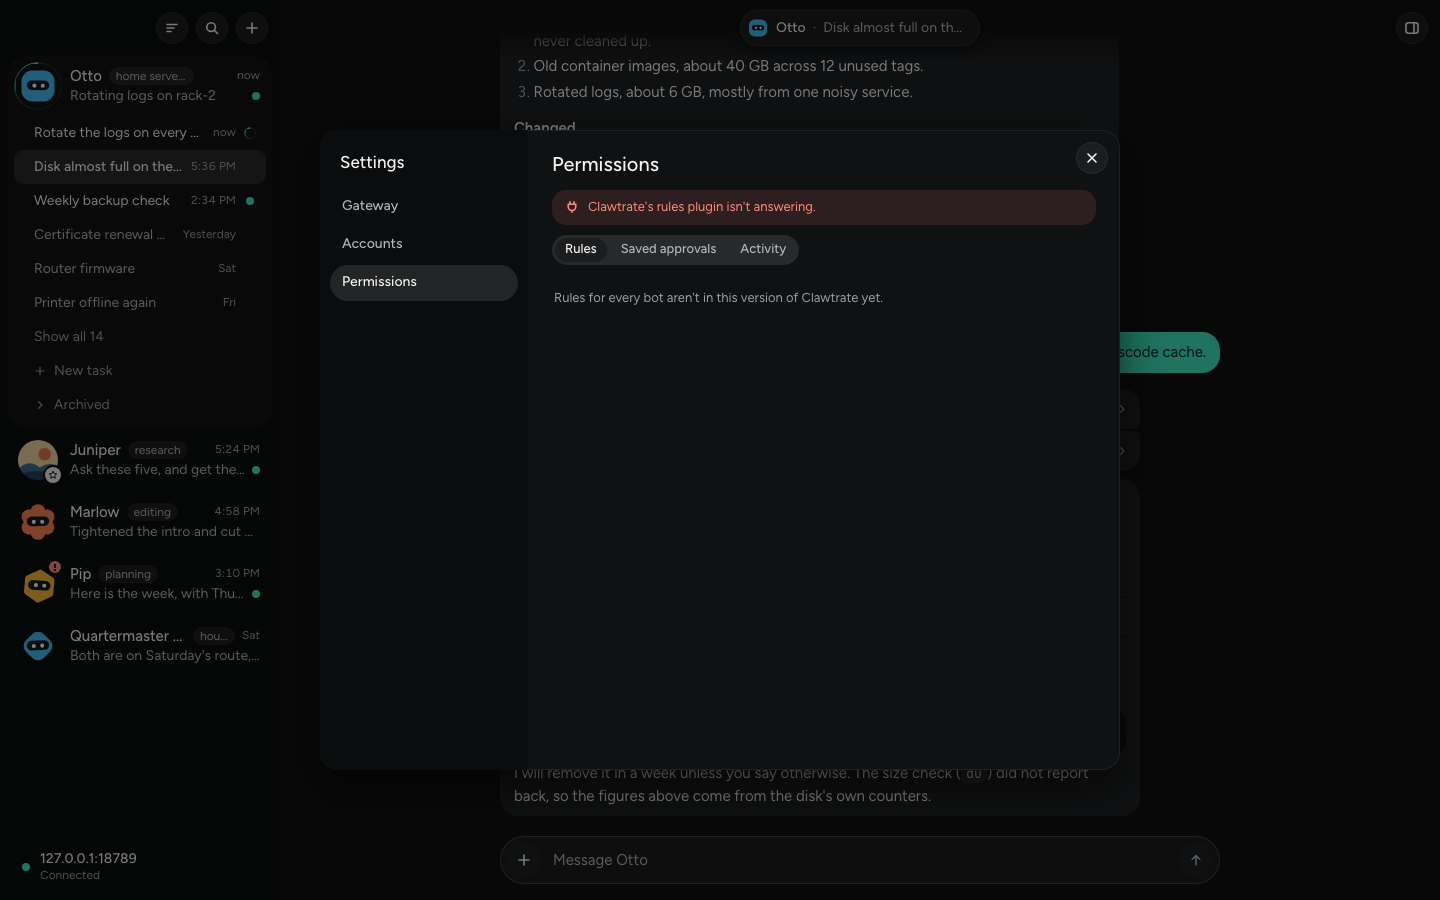 Otto · Disk almost full on th...
Otto home serve... now
Rotating logs on rack-2
Rotate the logs on every ... now
Disk almost full on the... 5:36 PM
Weekly backup check 2:34 PM
Certificate renewal ... Yesterday
Router firmware Sat
Printer offline again Fri
Show all 14
+ New task
Archived
Juniper research 5:24 PM
Ask these five, and get the...
Marlow editing 4:58 PM
Tightened the intro and cut ...
Pip planning 3:10 PM
Here is the week, with Thu...
Quartermaster ... hou... Sat
Both are on Saturday's route,...
127.0.0.1:18789
Connected
never cleaned up.
2. Old container images, about 40 GB across 12 unused tags.
3. Rotated logs, about 6 GB, mostly from one noisy service.
Changed
Settings
Gateway
Accounts
Permissions
Permissions
Clawtrate's rules plugin isn't answering.
Rules Saved approvals Activity
Rules for every bot aren't in this version of Clawtrate yet.
scode cache.
I will remove it in a week unless you say otherwise. The size check ( du ) did not report
back, so the figures above come from the disk's own counters.
Message Otto